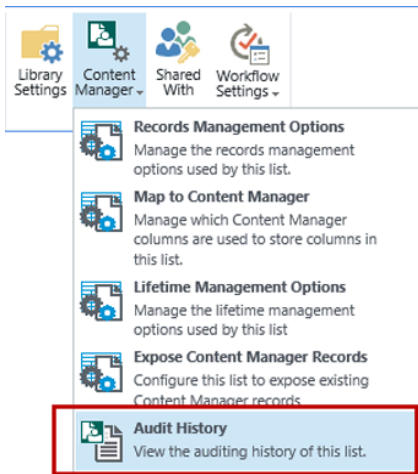 Library Settings
Content Manager
Shared With
Workflow Settings
Records Management Options
Manage the records management
options used by this list.
Map to Content Manager
Manage which Content Manager
columns are used to store columns in
this list.
Lifetime Management Options
Manage the lifetime management
options used by this list
Expose Content Manager Records
Configure this list to expose existing
Content Manager records
Audit History
View the auditing history of this list.